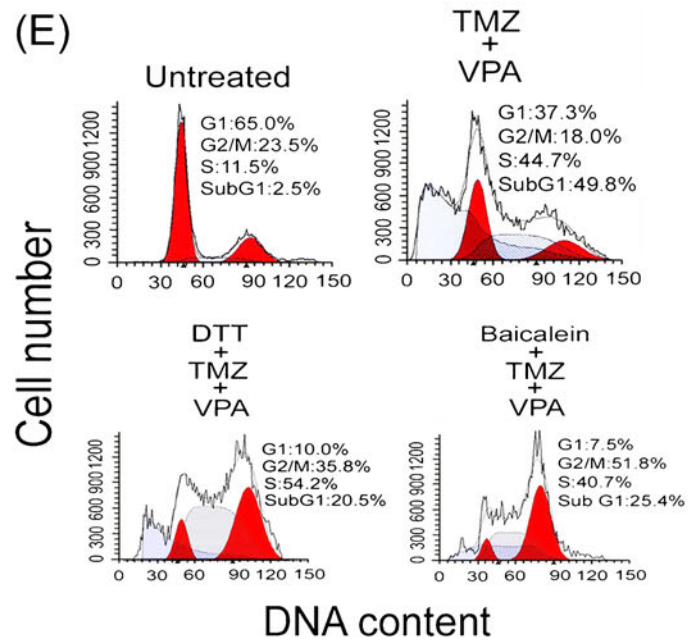 (E)
Untreated
G1:65.0%
G2/M:23.5%
S:11.5%
SubG1:2.5%
0 300 600 900 1200
0 30 60 90 120 150
TMZ
+
VPA
G1:37.3%
G2/M:18.0%
S:44.7%
SubG1:49.8%
0 300 600 900 1200
0 30 60 90 120 150
DTT
+
TMZ
+
VPA
G1:10.0%
G2/M:35.8%
S:54.2%
SubG1:20.5%
0 300 600 900 1200
0 30 60 90 120 150
Baicalein
+
TMZ
+
VPA
G1:7.5%
G2/M:51.8%
S:40.7%
Sub G1:25.4%
0 300 600 900 1200
0 30 60 90 120 150
Cell number
DNA content